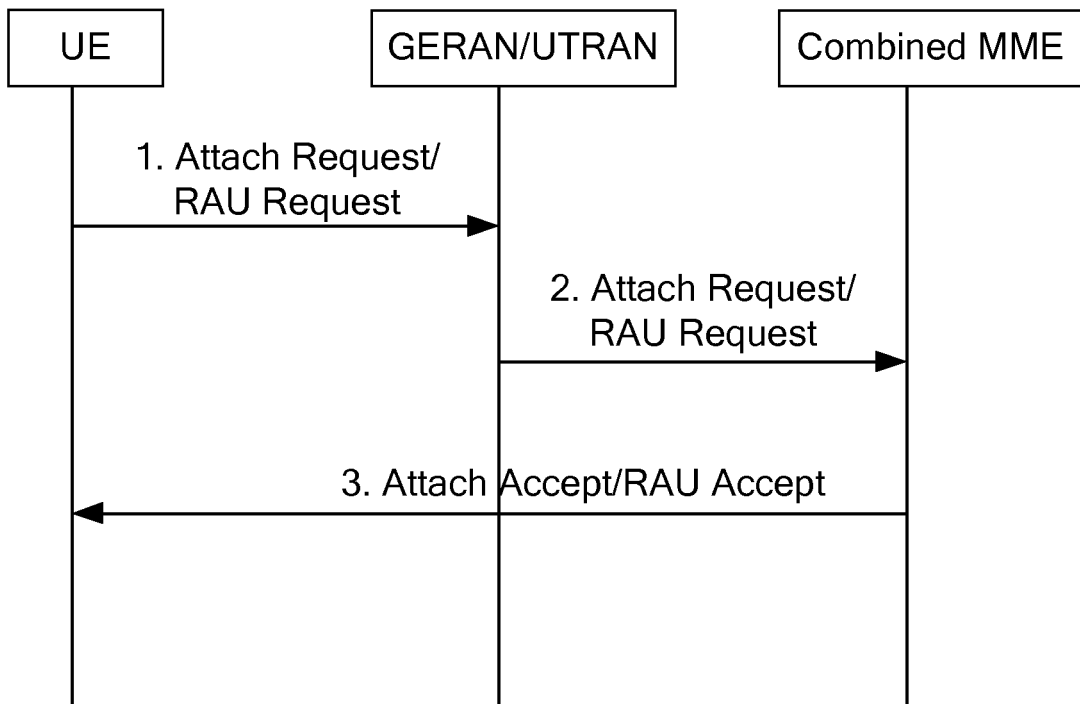 UE
GERAN/UTRAN
Combined MME
1. Attach Request/
RAU Request
2. Attach Request/
RAU Request
3. Attach Accept/RAU Accept